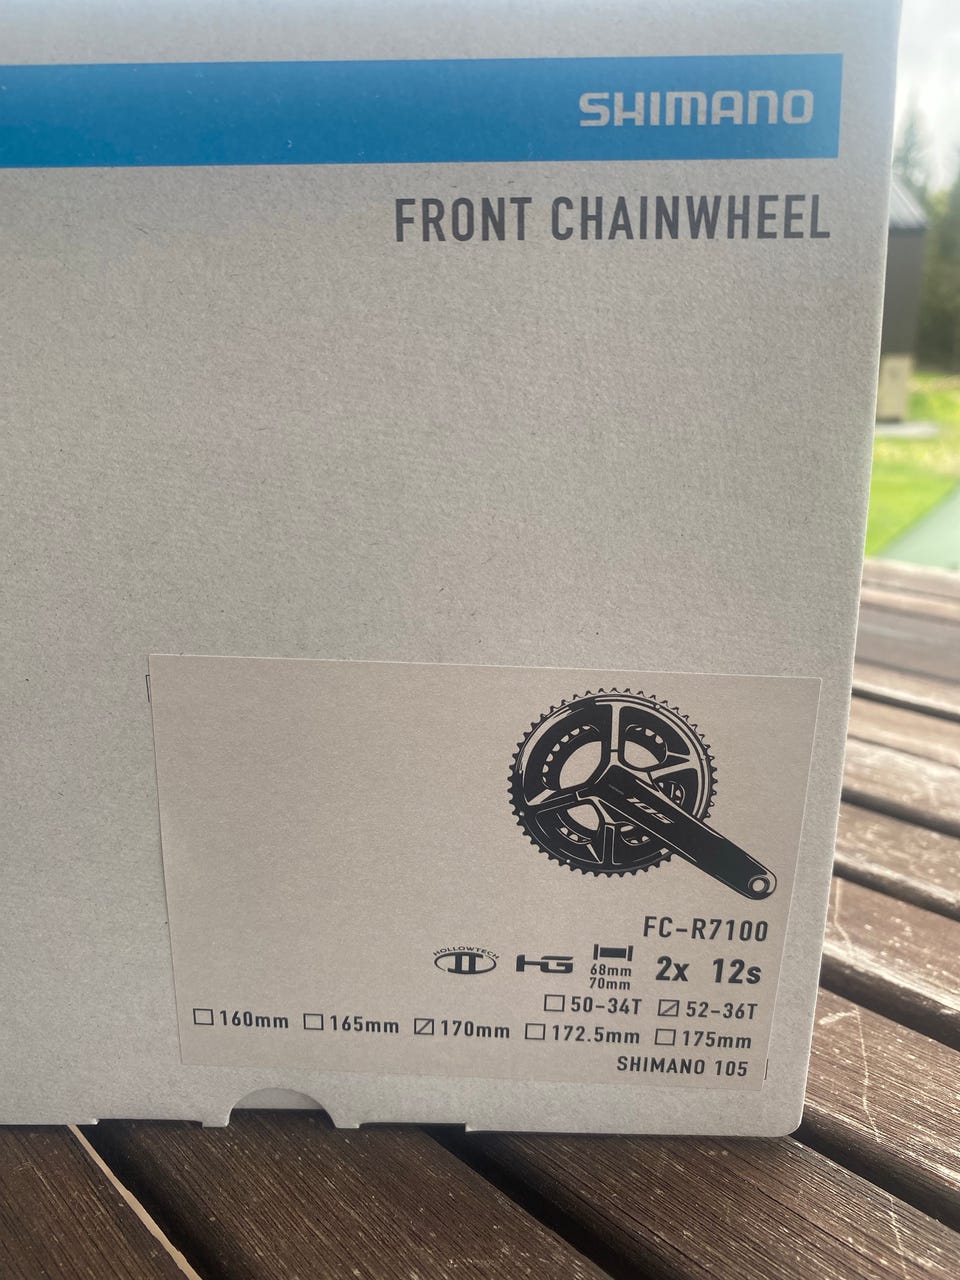 SHIMANO
FRONT CHAINWHEEL
105
FC-R7100
HOLLOWTECH II HG 68mm 70mm 2x 12s
50-34T 52-36T
160mm 165mm 170mm 172.5mm 175mm
SHIMANO 105